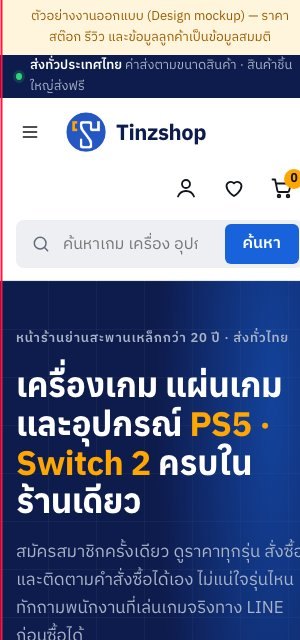 ตัวอย่างงานออกแบบ (Design mockup) — ราคา
สต๊อก รีวิว และข้อมูลลูกค้าเป็นข้อมูลสมมติ
ส่งทั่วประเทศไทย ค่าส่งตามขนาดสินค้า · สินค้าชิ้น
ใหญ่ส่งฟรี
Tinzshop
0
ค้นหาเกม เครื่อง
ค้นหา
หน้าร้านย่านสะพานเหล็กกว่า 20 ปี · ส่งทั่วไทย
เครื่องเกม แผ่นเกม
และอุปกรณ์ PS5 ·
Switch 2 ครบใน
ร้านเดียว
สมัครสมาชิกครั้งเดียว ดูราคาทุกรุ่น
และติดตามคำสั่งซื้อได้เอง ไม่แน่ใจรุ่นไหน
ทักถามพนักงานที่เล่นเกมจริงทาง LINE
ก่อนซื้อได้